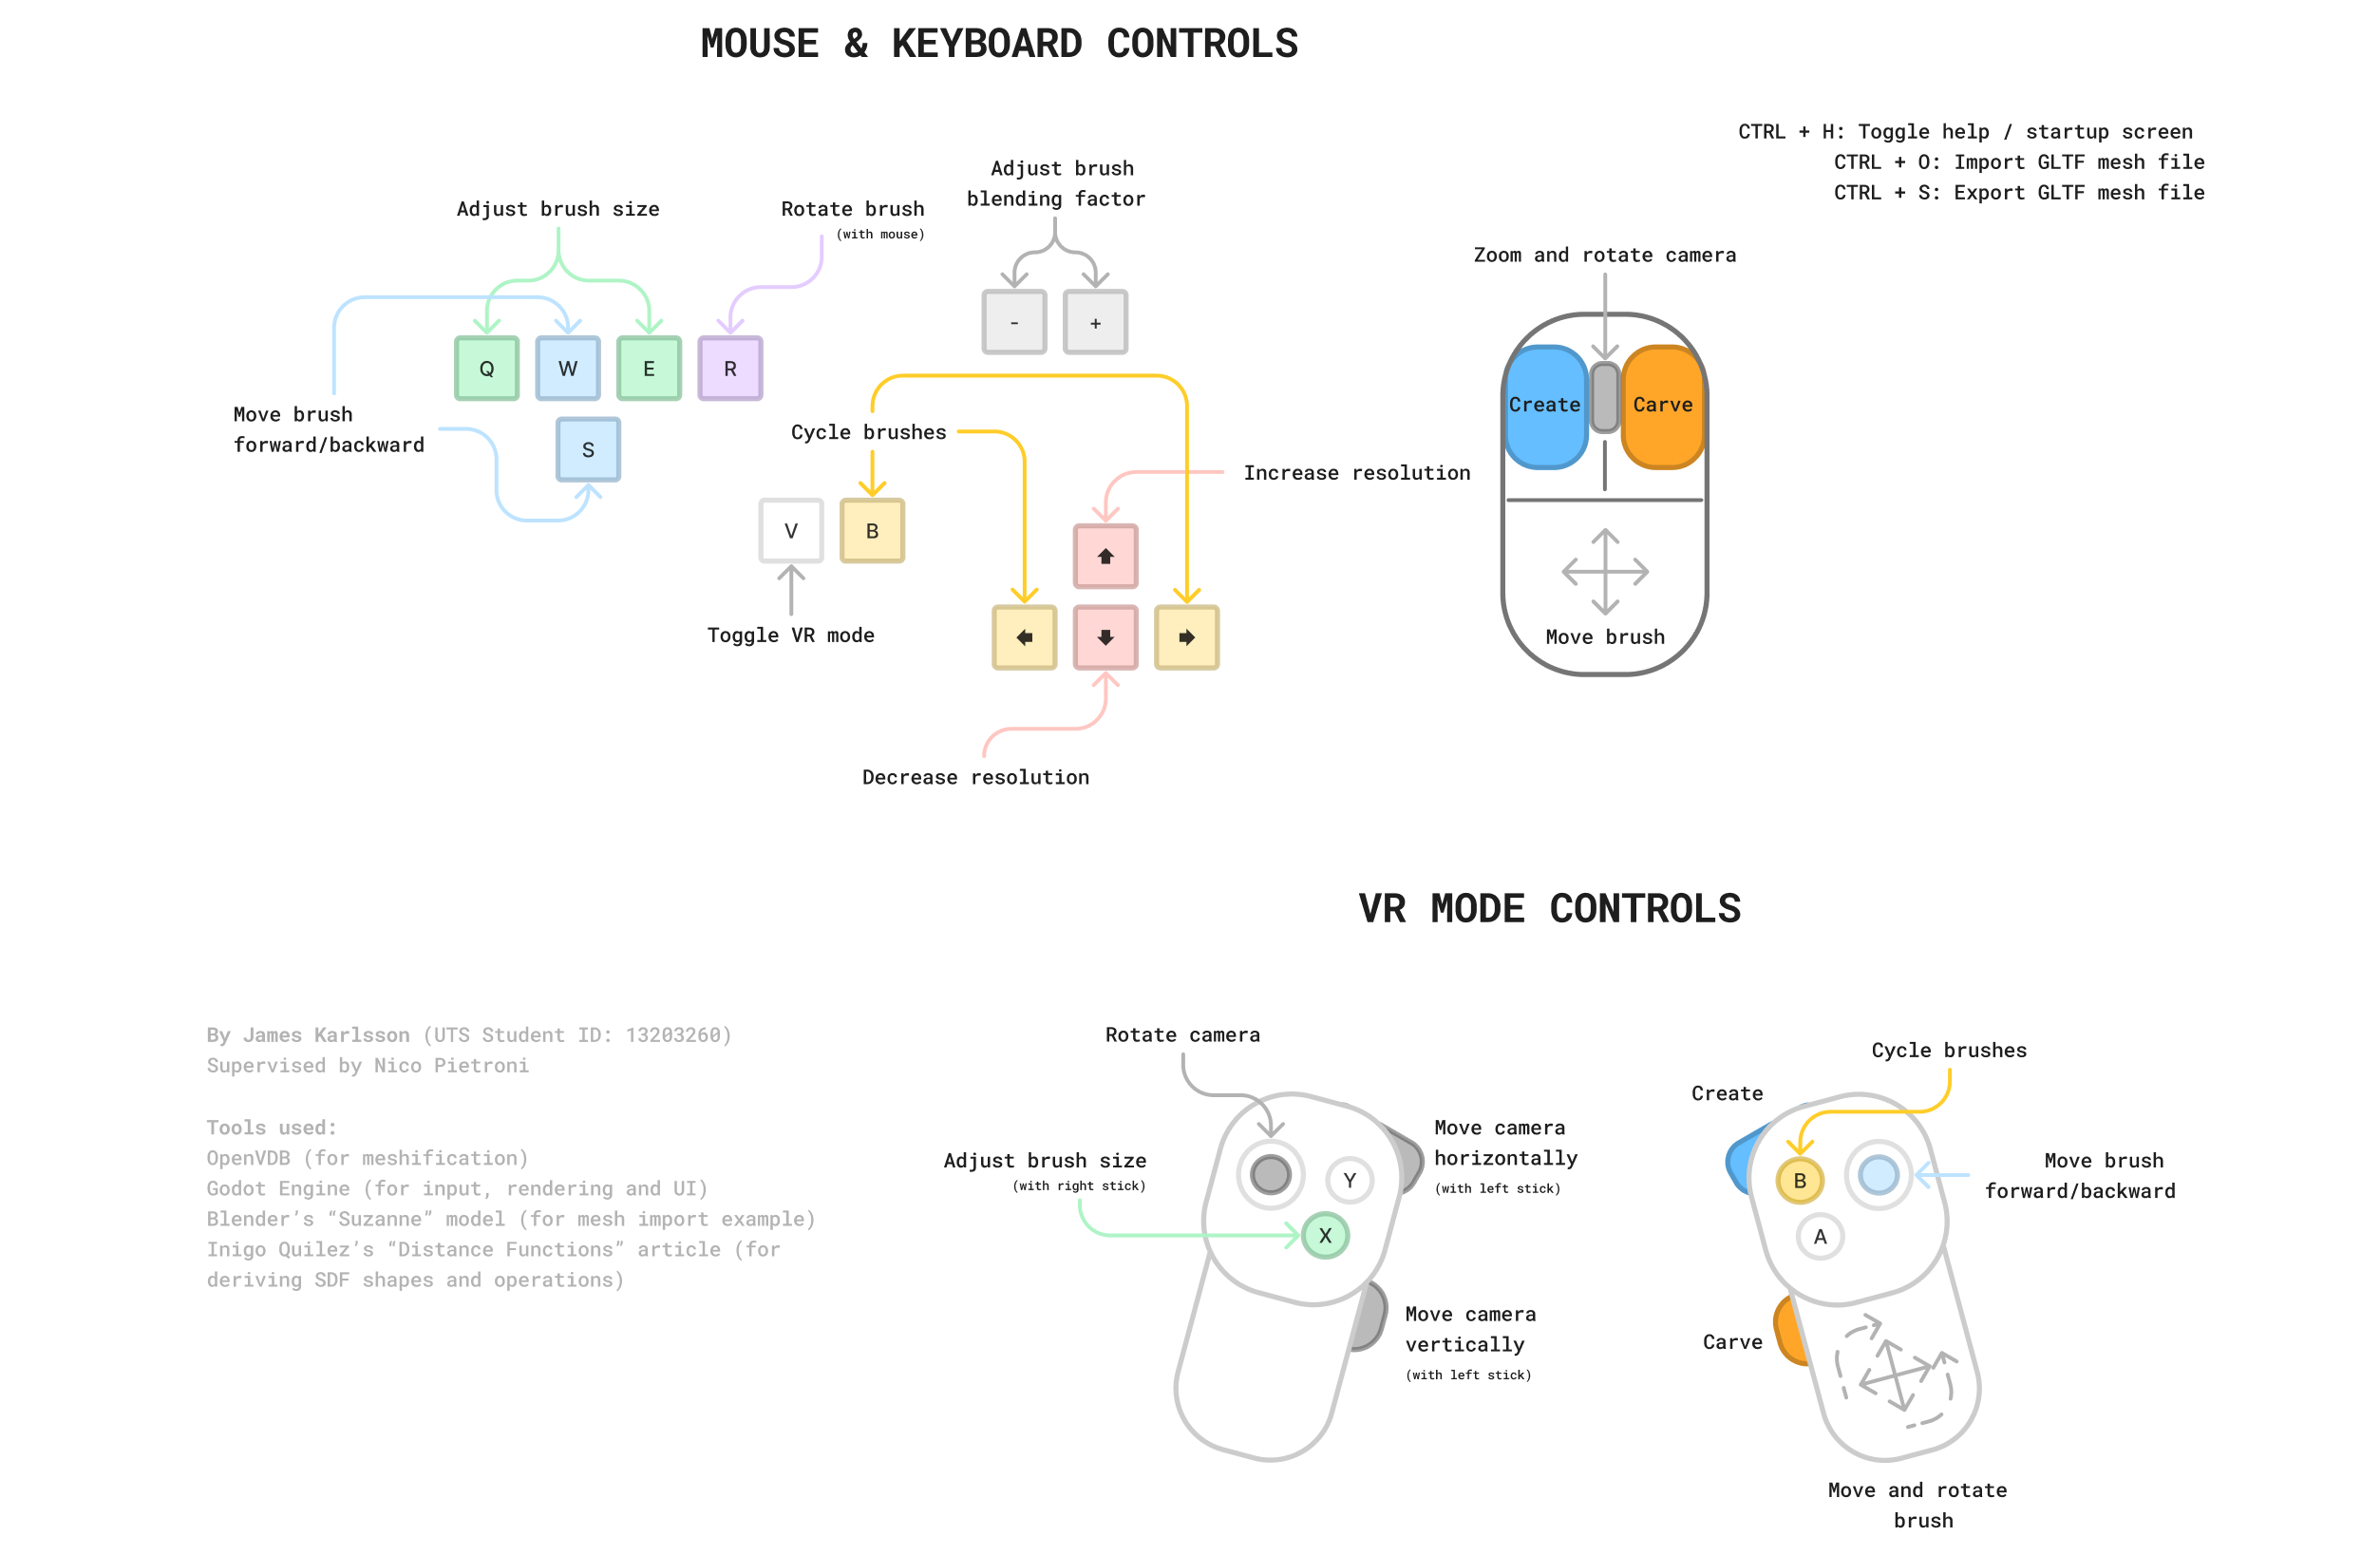 MOUSE & KEYBOARD CONTROLS
CTRL + H: Toggle help / startup screen
CTRL + O: Import GLTF mesh file
CTRL + S: Export GLTF mesh file
Adjust brush size
Rotate brush
(with mouse)
Adjust brush
blending factor
Zoom and rotate camera
Q
W
E
R
-
+
Create
Carve
Move brush
forward/backward
S
Cycle brushes
Increase resolution
V
B
Toggle VR mode
Move brush
Decrease resolution
VR MODE CONTROLS
By James Karlsson (UTS Student ID: 13203260)
Supervised by Nico Pietroni
Tools used:
OpenVDB (for meshification)
Godot Engine (for input, rendering and UI)
Blender’s “Suzanne” model (for mesh import example)
Inigo Quilez’s “Distance Functions” article (for
deriving SDF shapes and operations)
Rotate camera
Adjust brush size
(with right stick)
Y
X
Move camera
horizontally
(with left stick)
Move camera
vertically
(with left stick)
Cycle brushes
Create
B
A
Move brush
forward/backward
Carve
Move and rotate
brush